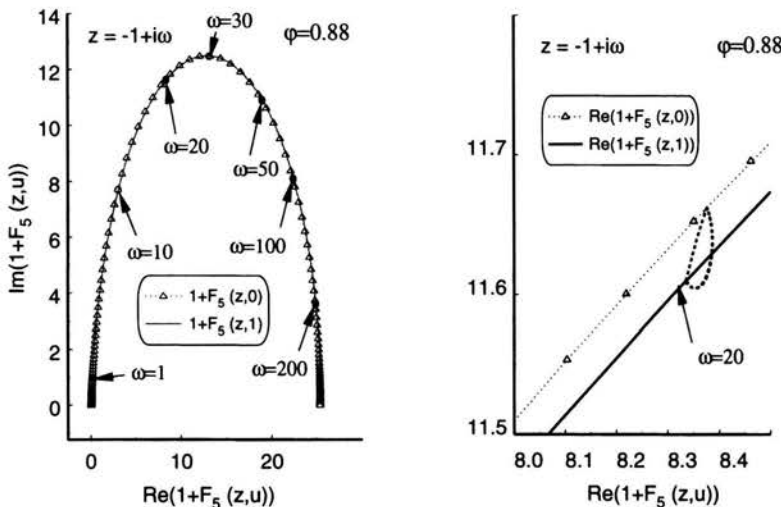 z = -1+iω
ω=30
φ=0.88
14
12
10
8
6
4
2
0
Im(1+F₅ (z,u))
ω=20
ω=50
ω=10
ω=100
1+F₅ (z,0)
1+F₅ (z,1)
ω=1
ω=200
0
10
20
Re(1+F₅ (z,u))
11.8
z = -1+iω
φ=0.88
Re(1+F₅ (z,0))
Re(1+F₅ (z,1))
11.7
11.6
ω=20
11.5
8.0
8.1
8.2
8.3
8.4
Re(1+F₅ (z,u))